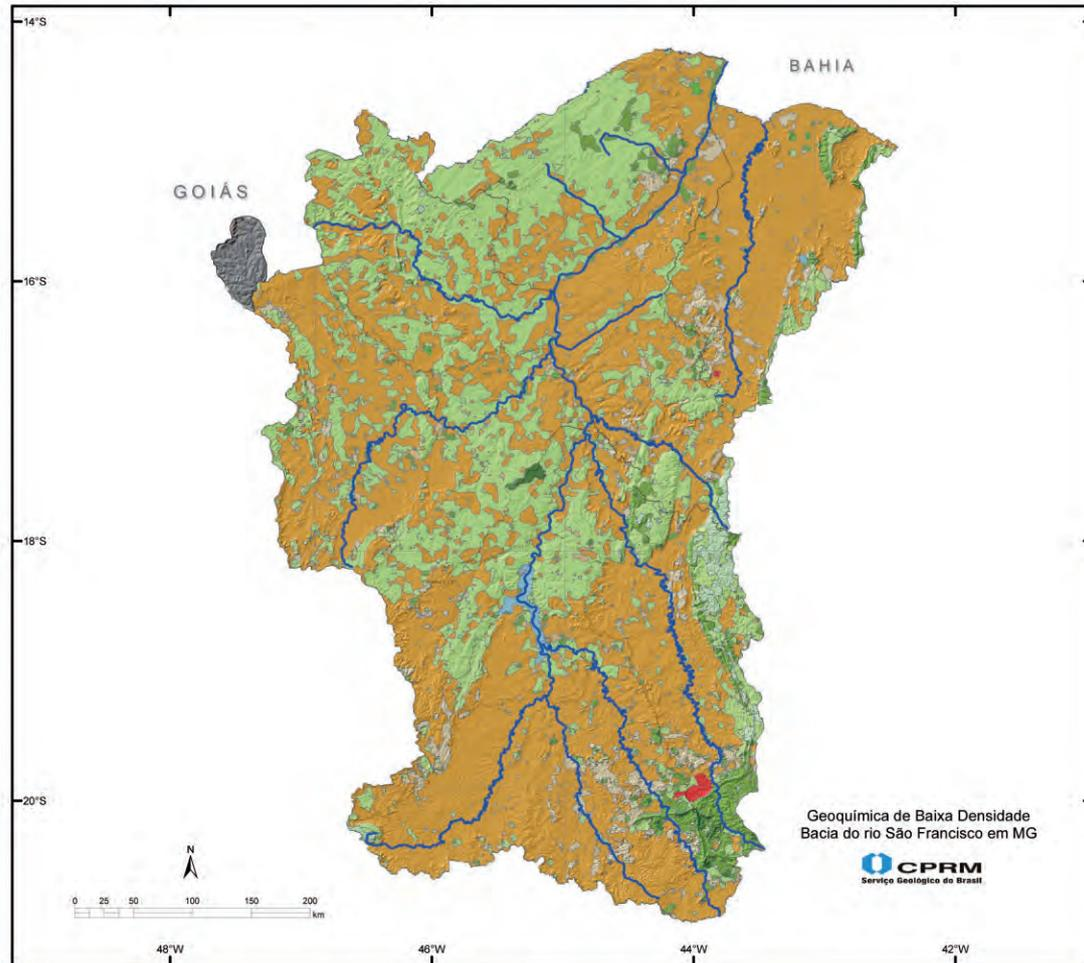 14°S
BAHIA
GOIÁS
16°S
18°S
20°S
Geoquímica de Baixa Densidade
Bacia do rio São Francisco em MG
CPRM
Serviço Geológico do Brasil
N
0 25 50 100 150 200
km
48°W 46°W 44°W 42°W